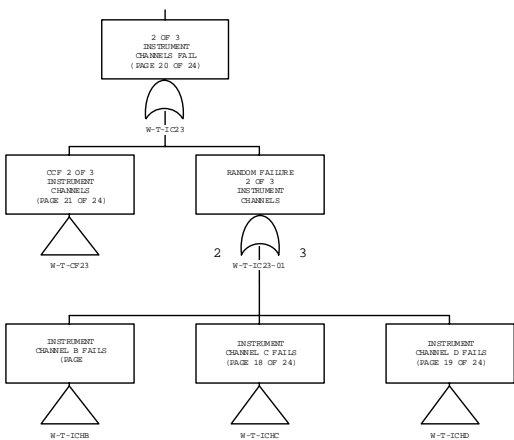 2 OF 3
INSTRUMENT
CHANNELS FAIL
(PAGE 20 OF 24)
W-T-IC23
CCF 2 OF 3
INSTRUMENT
CHANNELS
(PAGE 21 OF 24)
W-T-CF23
RANDOM FAILURE
2 OF 3
INSTRUMENT
CHANNELS
2 3
W-T-IC23-01
INSTRUMENT
CHANNEL B FAILS
(PAGE
W-T-ICHB
INSTRUMENT
CHANNEL C FAILS
(PAGE 18 OF 24)
W-T-ICHC
INSTRUMENT
CHANNEL D FAILS
(PAGE 19 OF 24)
W-T-ICHD